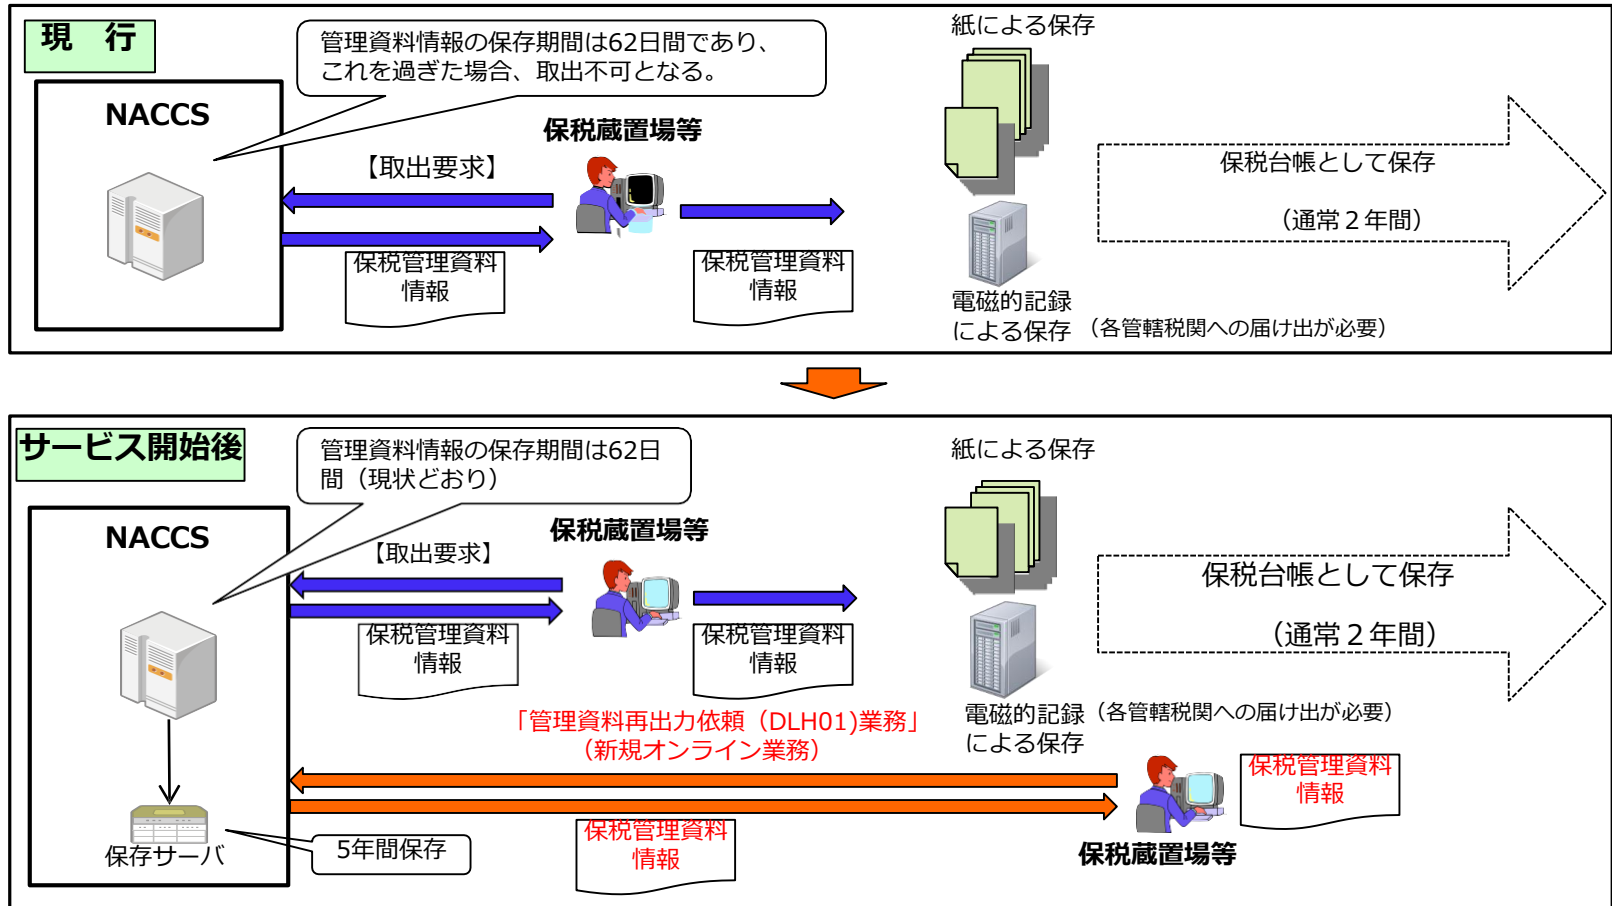 現　行
管理資料情報の保存期間は62日間であり、
これを過ぎた場合、取出不可となる。
NACCS
【取出要求】
保税蔵置場等
保税管理資料
情報
保税管理資料
情報
紙による保存
電磁的記録
による保存
（各管轄税関への届け出が必要）
保税台帳として保存
（通常２年間）
サービス開始後
管理資料情報の保存期間は62日
間（現状どおり）
NACCS
【取出要求】
保税蔵置場等
保税管理資料
情報
保税管理資料
情報
紙による保存
電磁的記録
による保存
（各管轄税関への届け出が必要）
保税台帳として保存
（通常２年間）
「管理資料再出力依頼（DLH01)業務」
（新規オンライン業務）
保税管理資料
情報
保税管理資料
情報
保税蔵置場等
保存サーバ
5年間保存